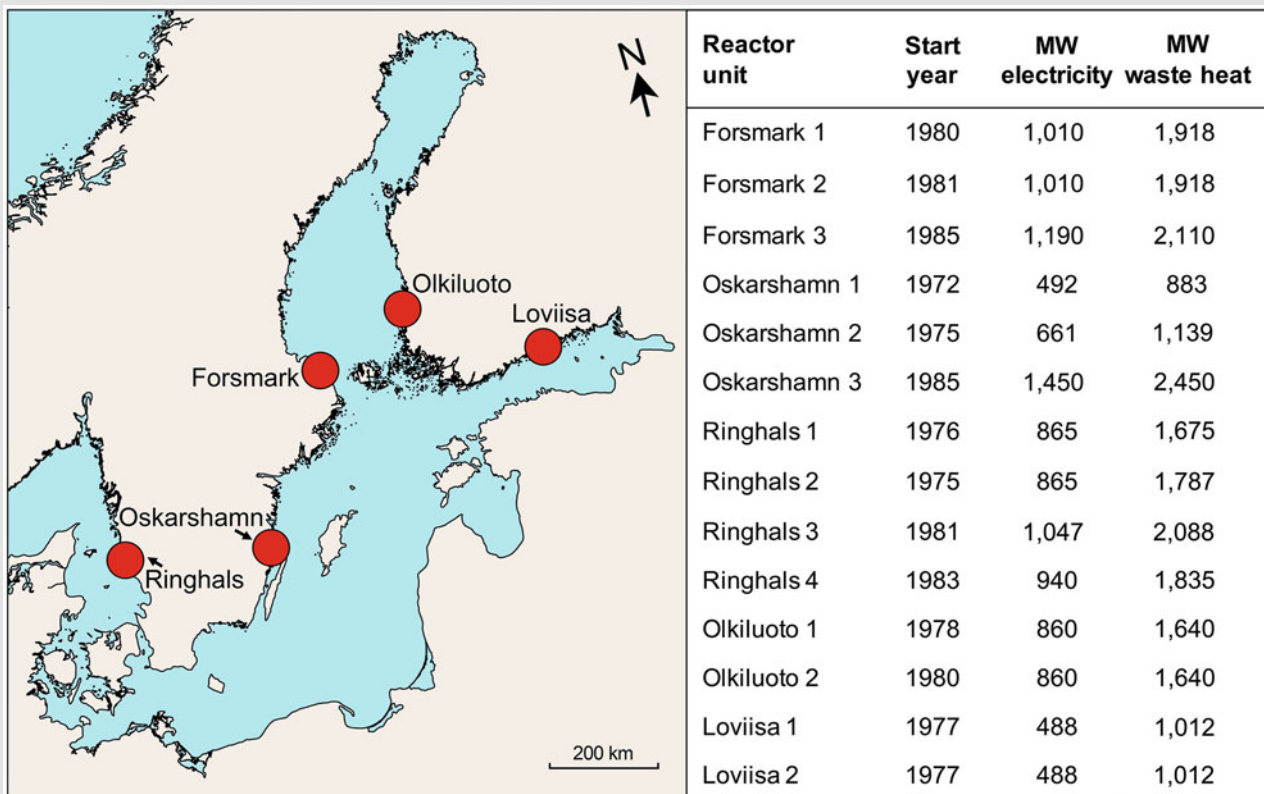 N
Olkiluoto
Loviisa
Forsmark
Oskarshamn
Ringhals
200 km
Reactor unit Start year MW electricity MW waste heat
Forsmark 1 1980 1,010 1,918
Forsmark 2 1981 1,010 1,918
Forsmark 3 1985 1,190 2,110
Oskarshamn 1 1972 492 883
Oskarshamn 2 1975 661 1,139
Oskarshamn 3 1985 1,450 2,450
Ringhals 1 1976 865 1,675
Ringhals 2 1975 865 1,787
Ringhals 3 1981 1,047 2,088
Ringhals 4 1983 940 1,835
Olkiluoto 1 1978 860 1,640
Olkiluoto 2 1980 860 1,640
Loviisa 1 1977 488 1,012
Loviisa 2 1977 488 1,012